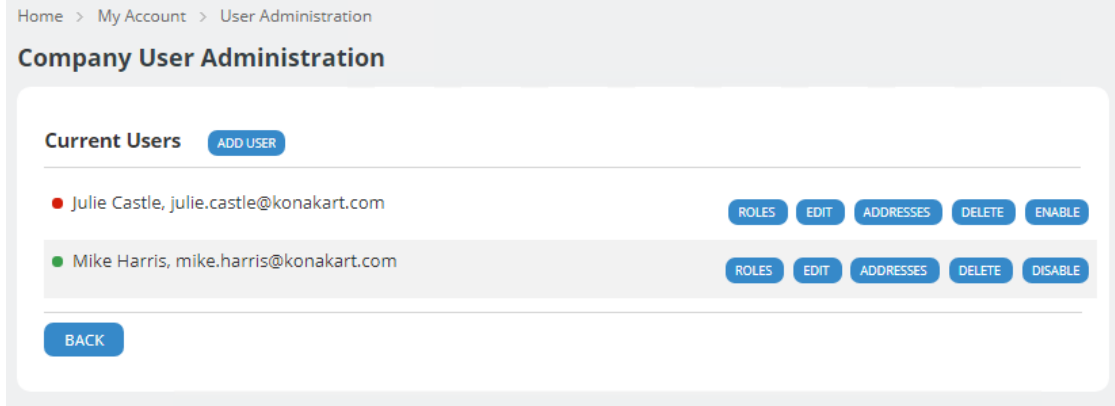 Home > My Account > User Administration
Company User Administration
Current Users ADD USER
Julie Castle, julie.castle@konakart.com ROLES EDIT ADDRESSES DELETE ENABLE
Mike Harris, mike.harris@konakart.com ROLES EDIT ADDRESSES DELETE DISABLE
BACK